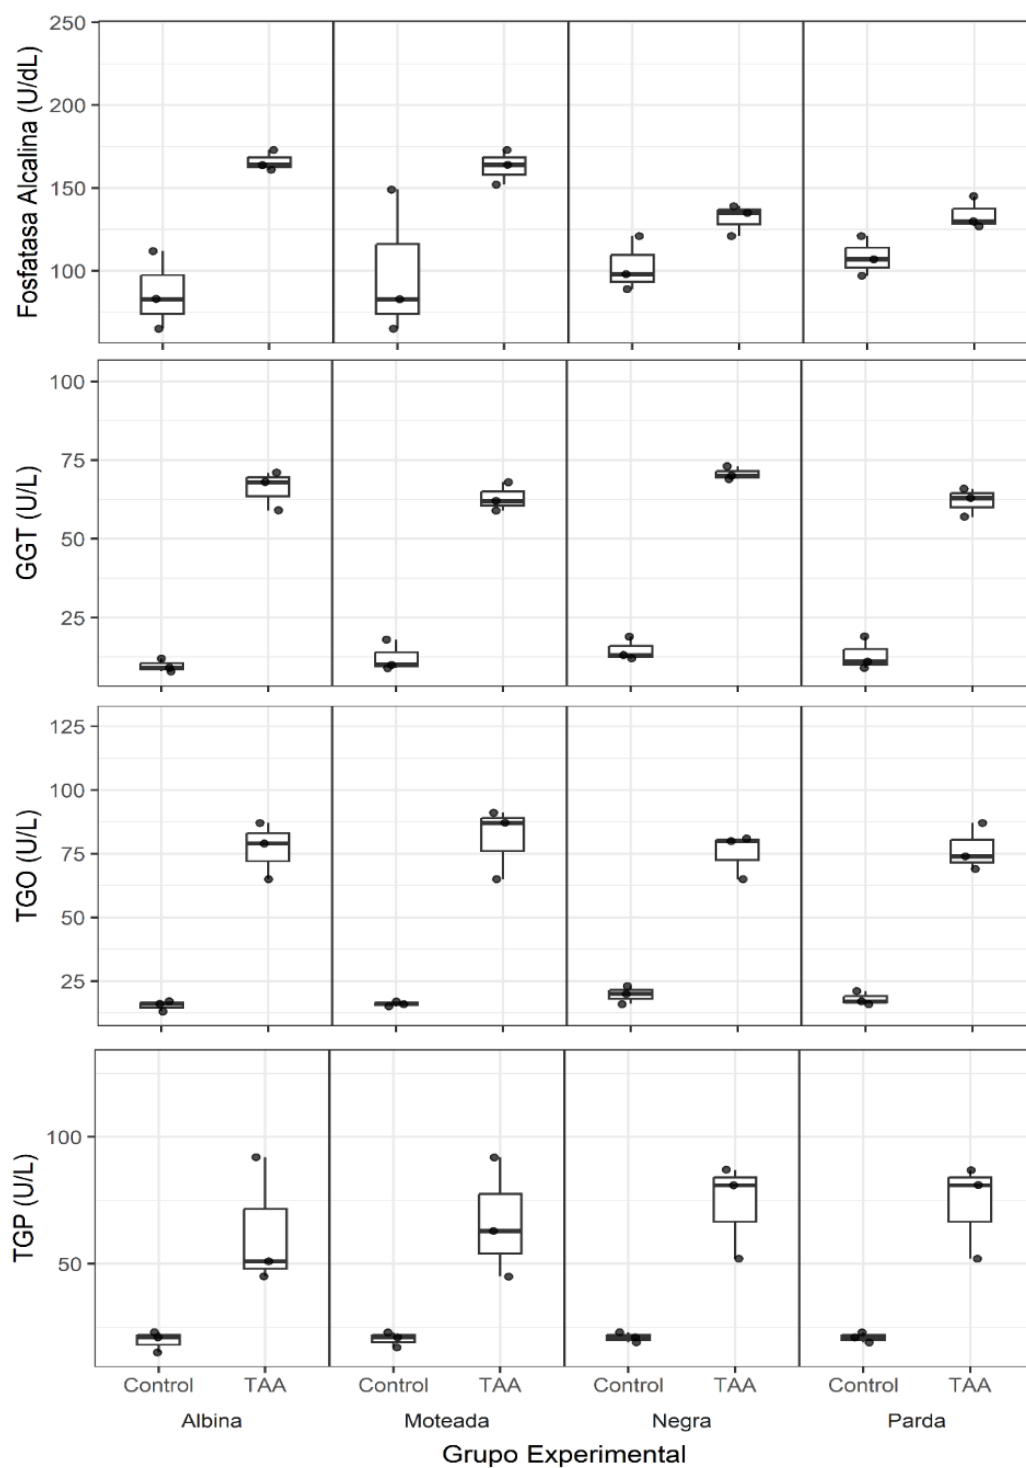 Fosfatasa Alcalina (U/dL)
250
200
150
100
GGT (U/L)
100
75
50
25
TGO (U/L)
125
100
75
50
25
TGP (U/L)
100
50
Control TAA Control TAA Control TAA Control TAA
Albina Moteada Negra Parda
Grupo Experimental